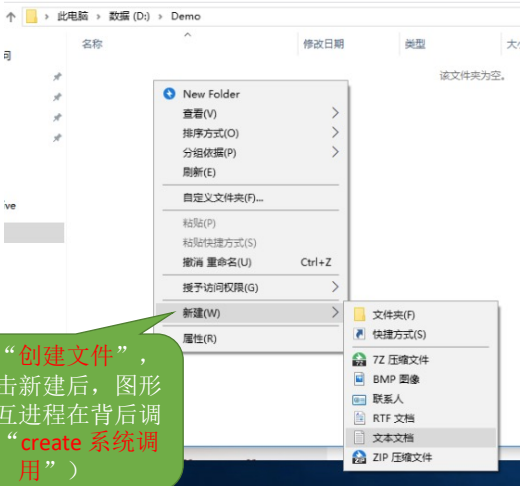 此电脑 › 数据 (D:) › Demo
名称 修改日期 类型
该文件夹为空。
New Folder
查看(V)
排序方式(O)
分组依据(P)
刷新(E)
自定义文件夹(F)...
粘贴(P)
粘贴快捷方式(S)
撤消 重命名(U) Ctrl+Z
授予访问权限(G)
新建(W)
属性(R)
文件夹(F)
快捷方式(S)
7Z 压缩文件
BMP 图像
联系人
RTF 文档
文本文档
ZIP 压缩文件
“创建文件”,
击新建后，图形
互进程在背后调
“create 系统调
用”）